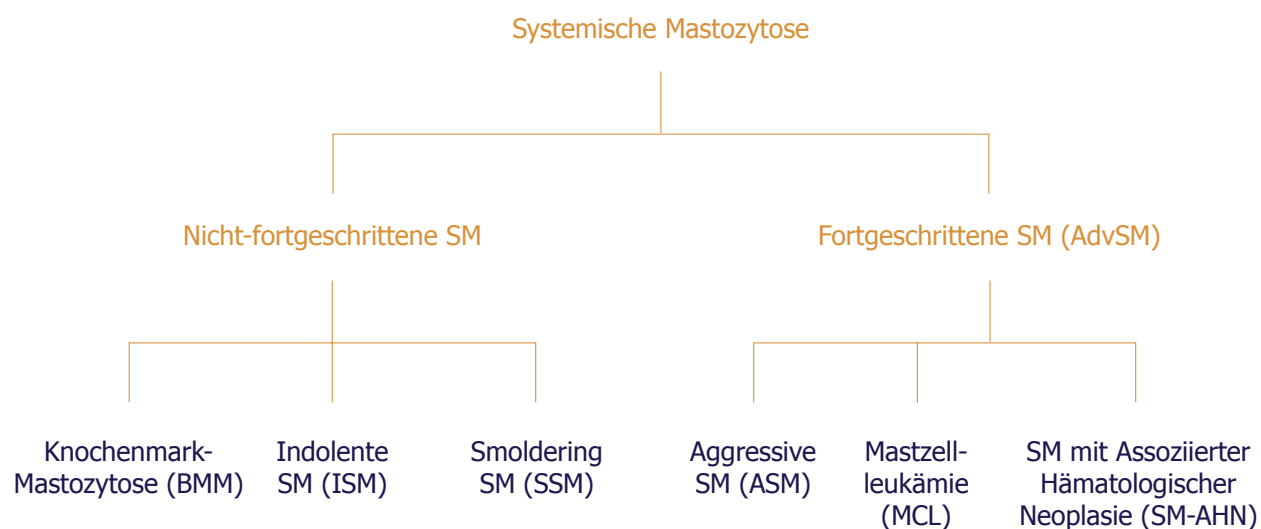 Systemische Mastozytose
Nicht-fortgeschrittene SM
Fortgeschrittene SM (AdvSM)
Knochenmark-
Mastozytose (BMM)
Indolente
SM (ISM)
Smoldering
SM (SSM)
Aggressive
SM (ASM)
Mastzell-
leukämie
(MCL)
SM mit Assoziierter
Hämatologischer
Neoplasie (SM-AHN)